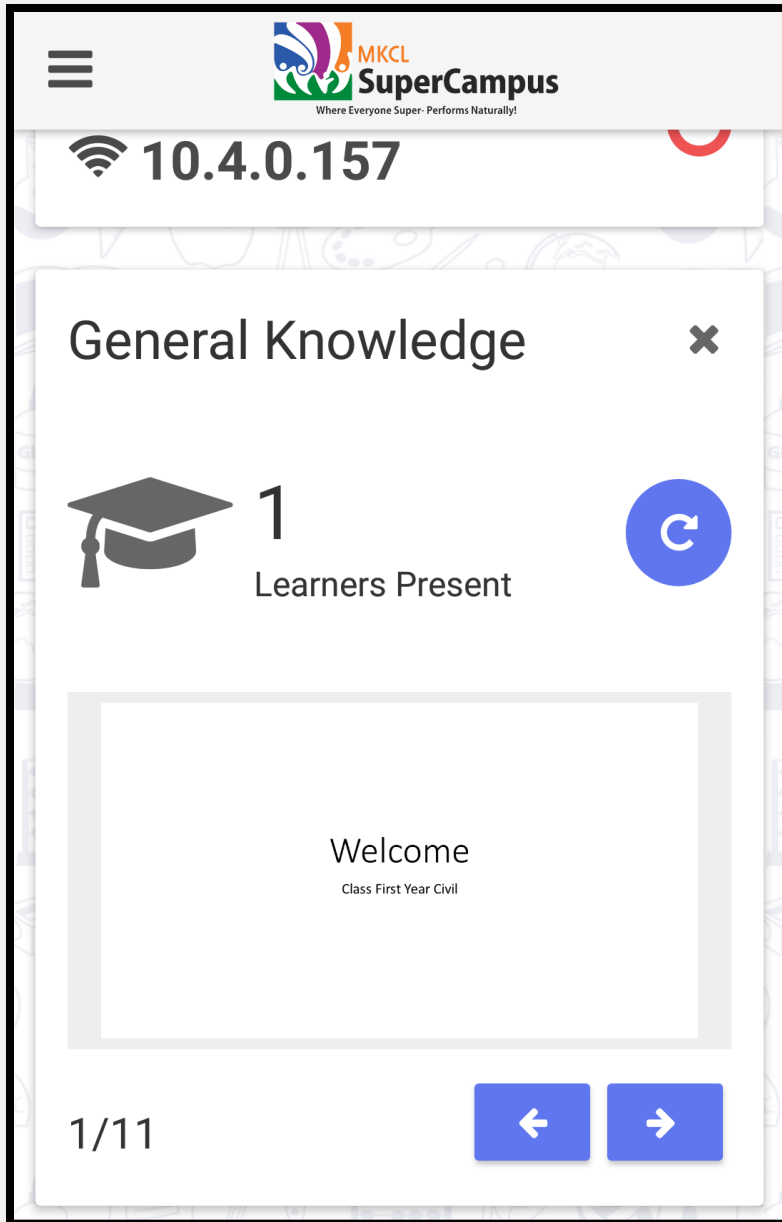 MKCL
SuperCampus
Where Everyone Super- Performs Naturally!
10.4.0.157
General Knowledge
1
Learners Present
Welcome
Class First Year Civil
1/11